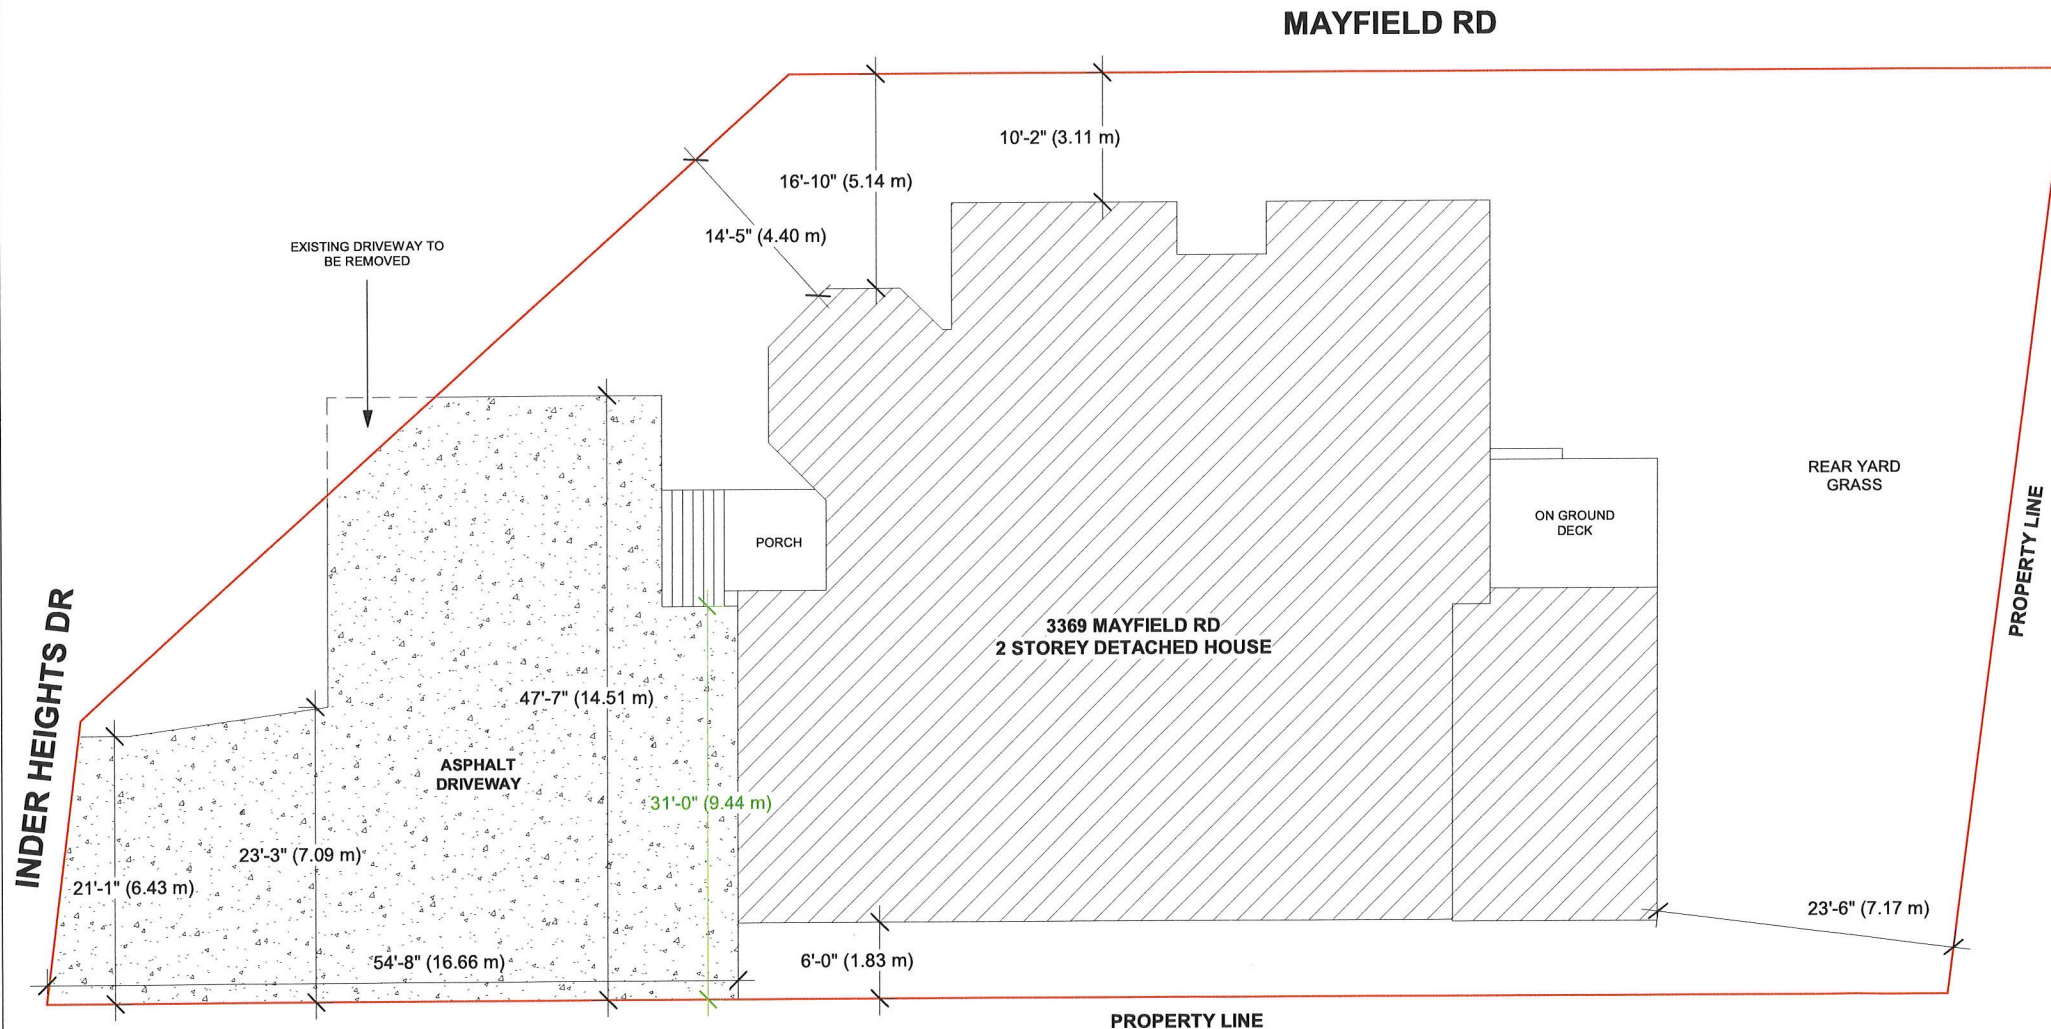 MAYFIELD RD
10'-2" (3.11 m)
16'-10" (5.14 m)
14'-5" (4.40 m)
EXISTING DRIVEWAY TO
BE REMOVED
REAR YARD
GRASS
ON GROUND
DECK
PORCH
PROPERTY LINE
3369 MAYFIELD RD
2 STOREY DETACHED HOUSE
INDER HEIGHTS DR
47'-7" (14.51 m)
ASPHALT
DRIVEWAY
31'-0" (9.44 m)
23'-3" (7.09 m)
21'-1" (6.43 m)
23'-6" (7.17 m)
54'-8" (16.66 m)
6'-0" (1.83 m)
PROPERTY LINE